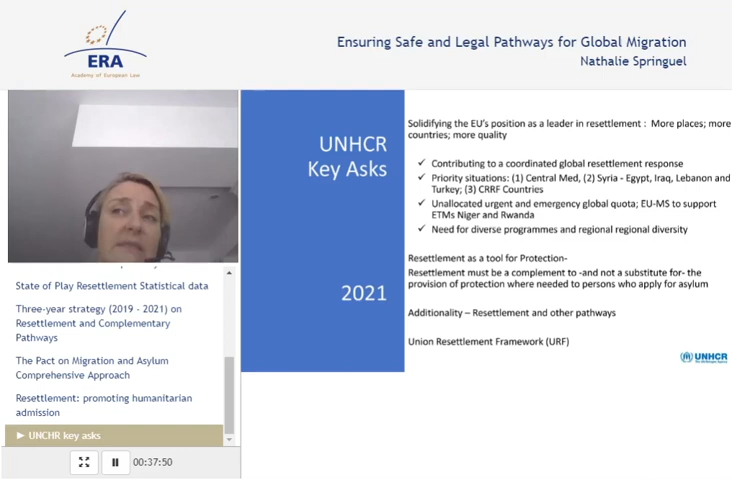 ERA
Academy of European Law
Ensuring Safe and Legal Pathways for Global Migration
Nathalie Springuel
State of Play Resettlement Statistical data
Three-year strategy (2019 - 2021) on
Resettlement and Complementary
Pathways
The Pact on Migration and Asylum
Comprehensive Approach
Resettlement: promoting humanitarian
admission
► UNCHR key asks
00:37:50
UNHCR
Key Asks
2021
Solidifying the EU's position as a leader in resettlement : More places; more
countries; more quality
✓ Contributing to a coordinated global resettlement response
✓ Priority situations: (1) Central Med, (2) Syria - Egypt, Iraq, Lebanon and
Turkey; (3) CRRF Countries
✓ Unallocated urgent and emergency global quota; EU-MS to support
ETMs Niger and Rwanda
✓ Need for diverse programmes and regional regional diversity
Resettlement as a tool for Protection-
Resettlement must be a complement to -and not a substitute for- the
provision of protection where needed to persons who apply for asylum
Additionality – Resettlement and other pathways
Union Resettlement Framework (URF)
UNHCR